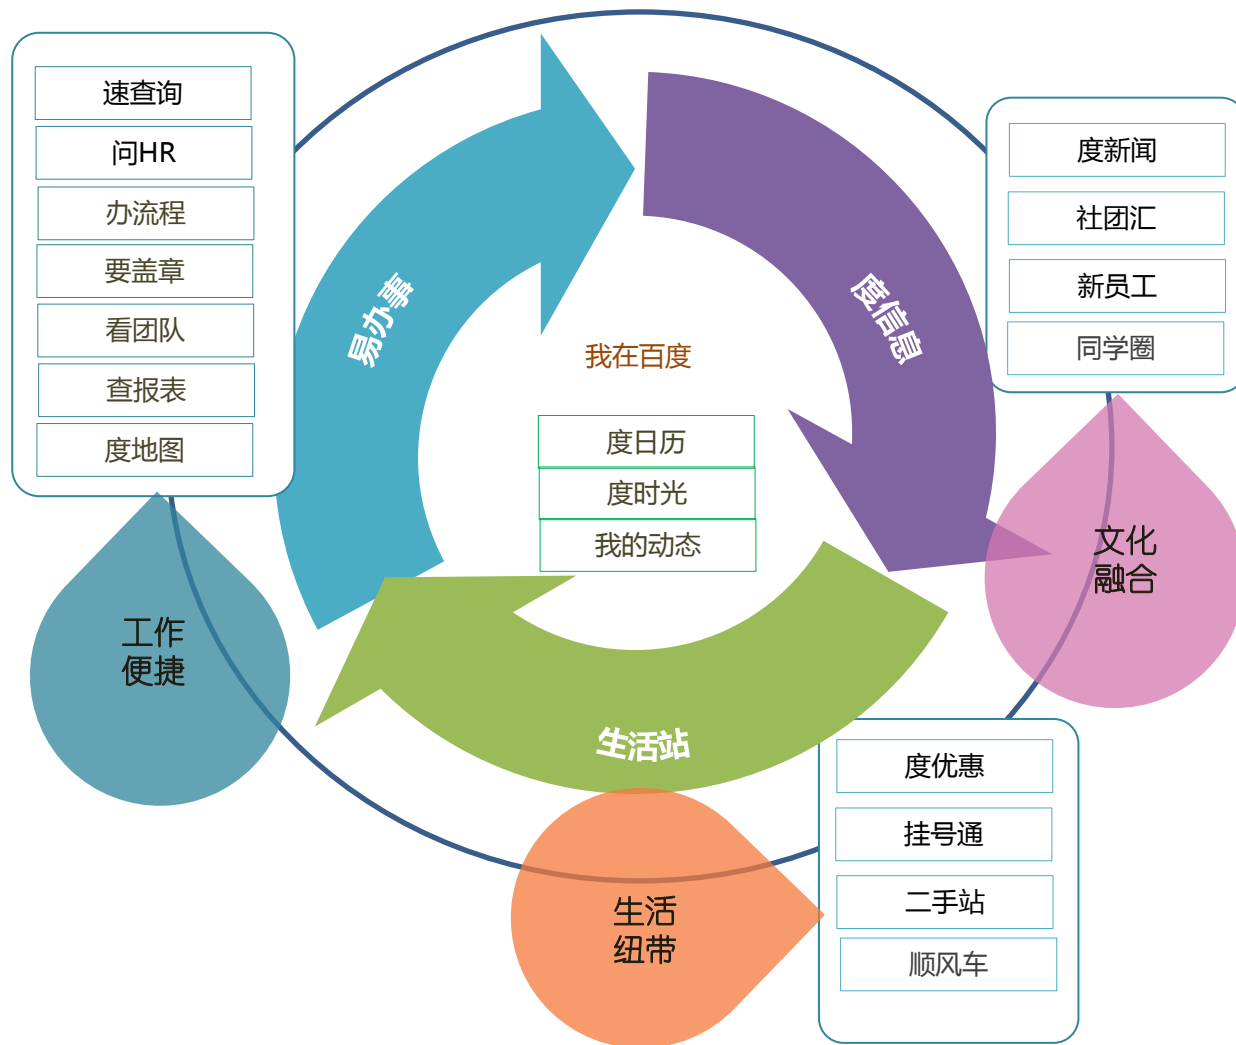 速查询
问HR
办流程
要盖章
看团队
查报表
度地图
工作
便捷
易办事
度信息
我在百度
度日历
度时光
我的动态
生活站
度新闻
社团汇
新员工
同学圈
文化
融合
度优惠
挂号通
二手站
顺风车
生活
纽带